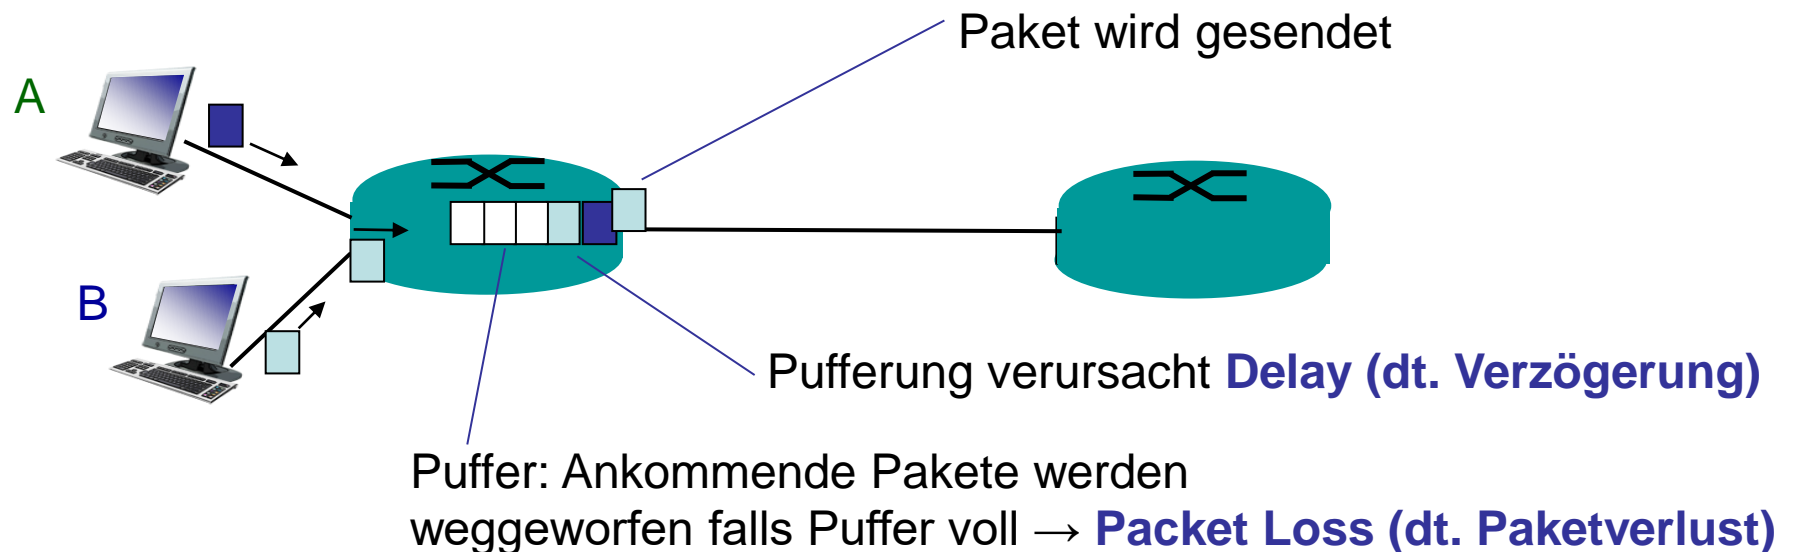 Paket wird gesendet
A
B
Pufferung verursacht Delay (dt. Verzögerung)
Puffer: Ankommende Pakete werden
weggeworfen falls Puffer voll → Packet Loss (dt. Paketverlust)